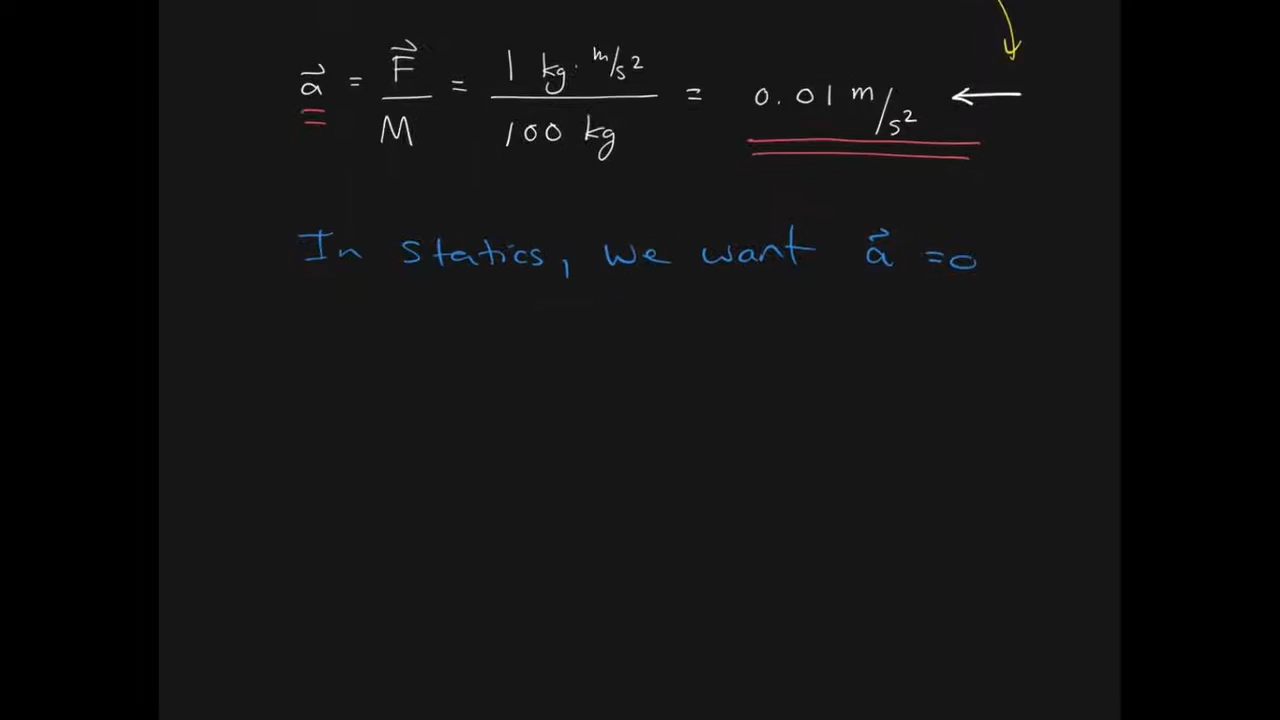 a⃗ = F⃗ / M = 1 kg · m/s² / 100 kg = 0.01 m/s² ←
In statics, we want a⃗ = 0